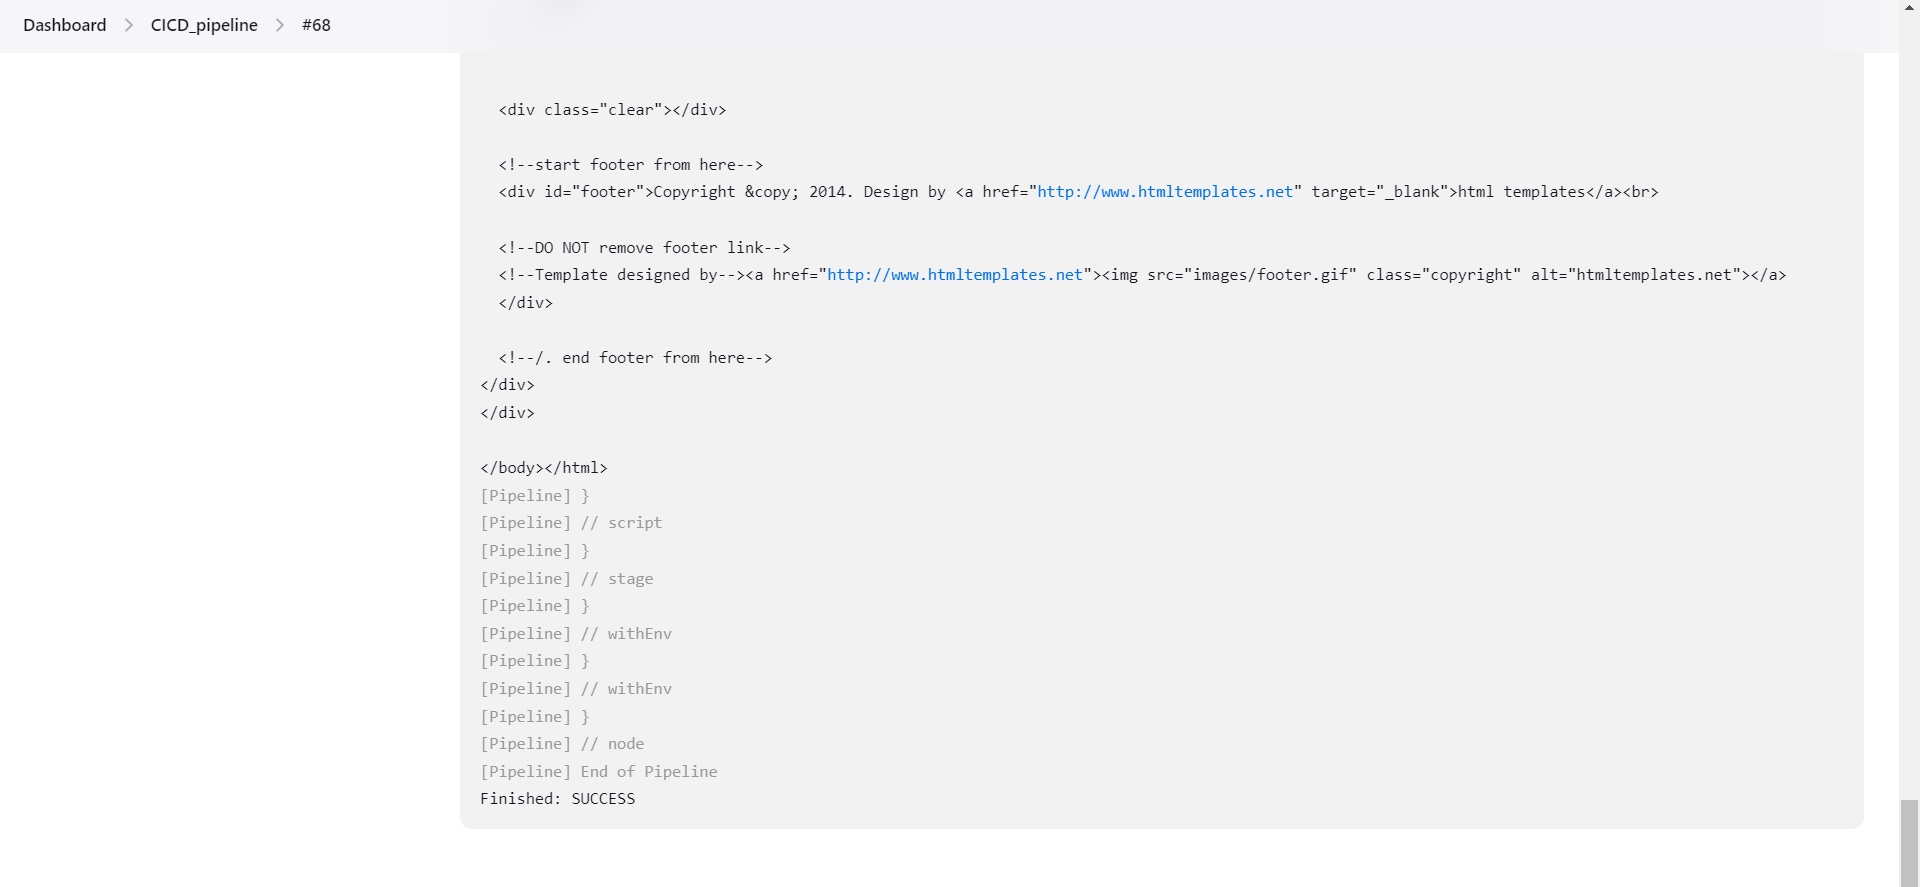 Dashboard > CICD_pipeline > #68
<div class="clear"></div>
<!--start footer from here-->
<div id="footer">Copyright &copy; 2014. Design by <a href="http://www.htmltemplates.net" target="_blank">html templates</a><br>
<!--DO NOT remove footer link-->
<!--Template designed by--><a href="http://www.htmltemplates.net"><img src="images/footer.gif" class="copyright" alt="htmltemplates.net"></a>
</div>
<!--/. end footer from here-->
</div>
</div>
</body></html>
[Pipeline] }
[Pipeline] // script
[Pipeline] }
[Pipeline] // stage
[Pipeline] }
[Pipeline] // withEnv
[Pipeline] }
[Pipeline] // withEnv
[Pipeline] }
[Pipeline] // node
[Pipeline] End of Pipeline
Finished: SUCCESS